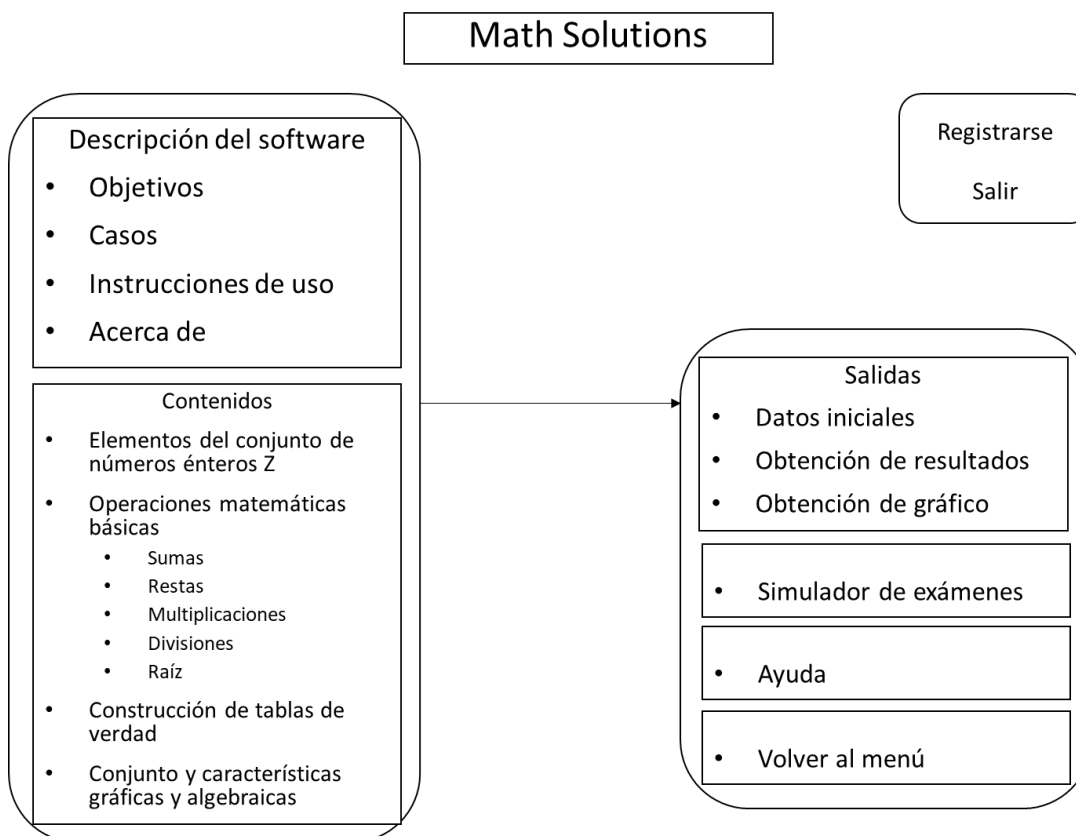 Math Solutions
Descripción del software
• Objetivos
• Casos
• Instrucciones de uso
• Acerca de
Contenidos
• Elementos del conjunto de
números énteros Z
• Operaciones matemáticas
básicas
• Sumas
• Restas
• Multiplicaciones
• Divisiones
• Raíz
• Construcción de tablas de
verdad
• Conjunto y características
gráficas y algebraicas
Registrarse
Salir
Salidas
• Datos iniciales
• Obtención de resultados
• Obtención de gráfico
• Simulador de exámenes
• Ayuda
• Volver al menú